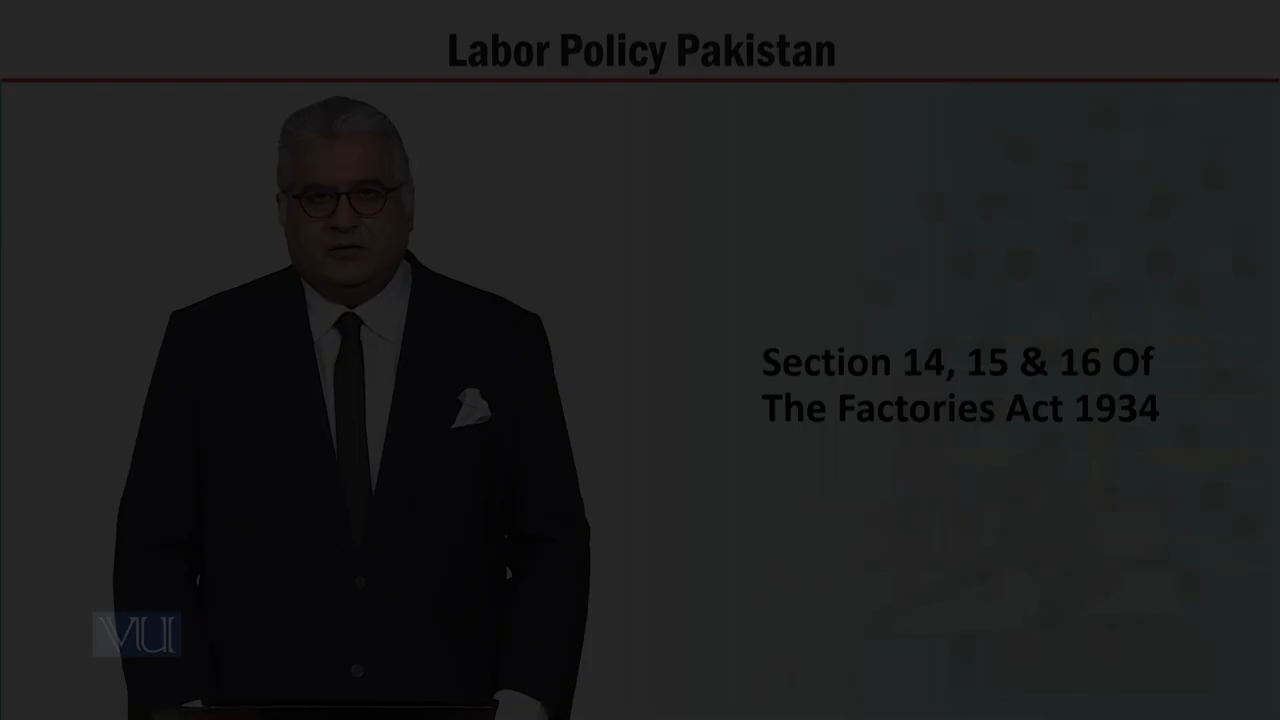 Labor Policy Pakistan
Section 14, 15 & 16 Of
The Factories Act 1934
VU